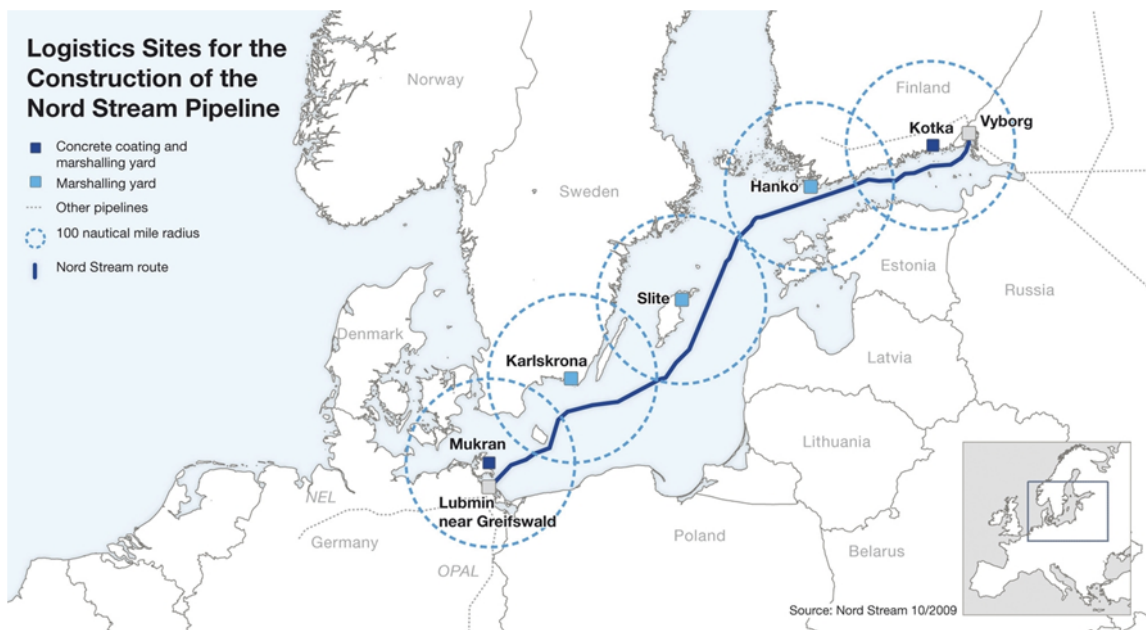 Logistics Sites for the
Construction of the
Nord Stream Pipeline
Concrete coating and
marshalling yard
Marshalling yard
Other pipelines
100 nautical mile radius
Nord Stream route
Norway
Finland
Kotka
Vyborg
Hanko
Sweden
Estonia
Russia
Slite
Denmark
Karlskrona
Latvia
Lithuania
Mukran
NEL
Lubmin
near Greifswald
Germany
Poland
Belarus
OPAL
Source: Nord Stream 10/2009